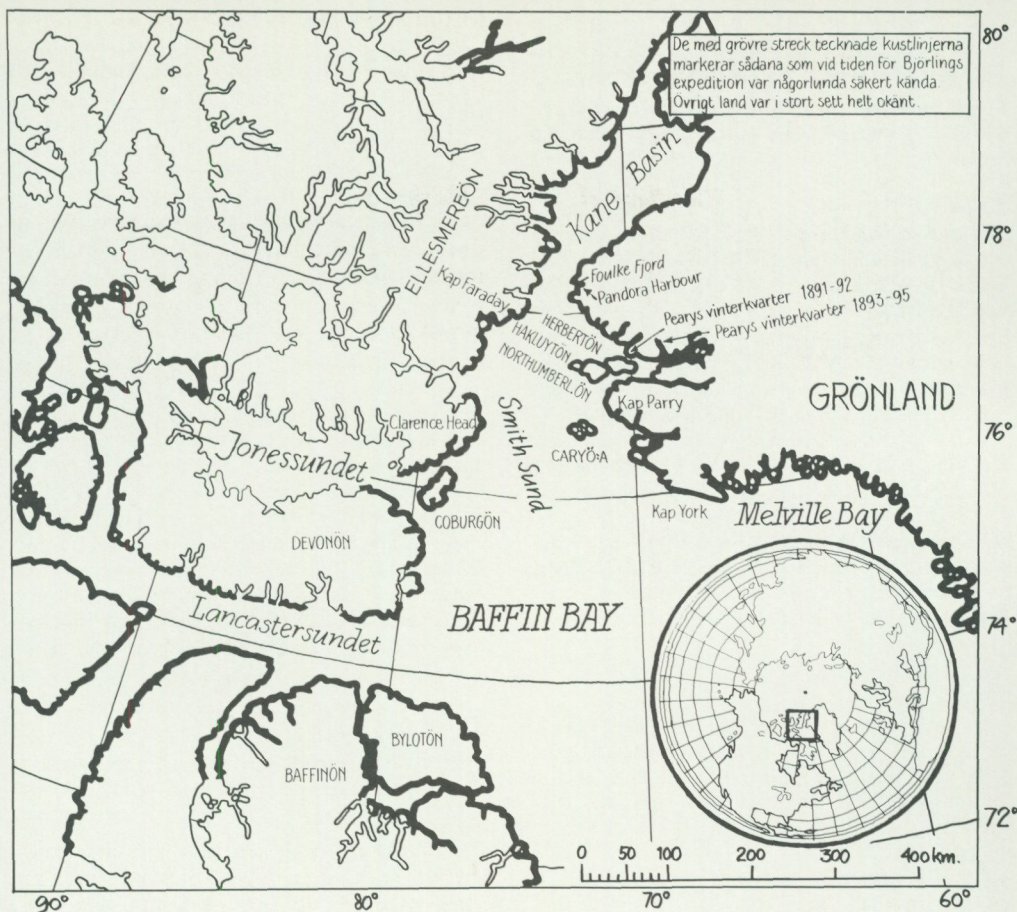 80°
De med grövre streck tecknade kustlinjerna
markerar sådana som vid tiden för Björlings
expedition var någorlunda säkert kända.
Övrigt land var i stort sett helt okänt.
Kane Basin
ELLESMEREÖN
78°
Foulke Fjord
Pandora Harbour
Kap Faraday
Pearys vinterkvarter 1891-92
Pearys vinterkvarter 1893-95
HERBERTÖN
HAKLUYTÖN
NORTHUMBERL.ÖN
GRÖNLAND
Kap Parry
Clarence Head
Smith Sund
76°
Jonessundet
CARYÖ:A
COBURGÖN
Kap York
Melville Bay
DEVONÖN
Lancastersundet
BAFFIN BAY
74°
BYLOTÖN
BAFFINÖN
72°
0 50 100 200 300 400 km.
90° 80° 70° 60°